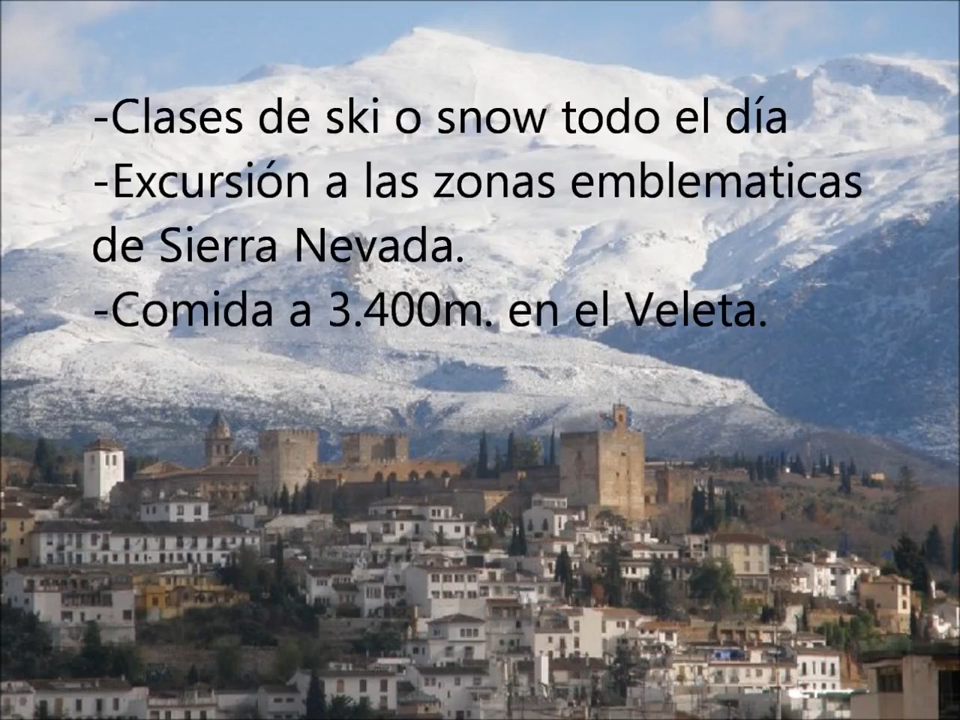 -Clases de ski o snow todo el día
-Excursión a las zonas emblematicas
de Sierra Nevada.
-Comida a 3.400m. en el Veleta.